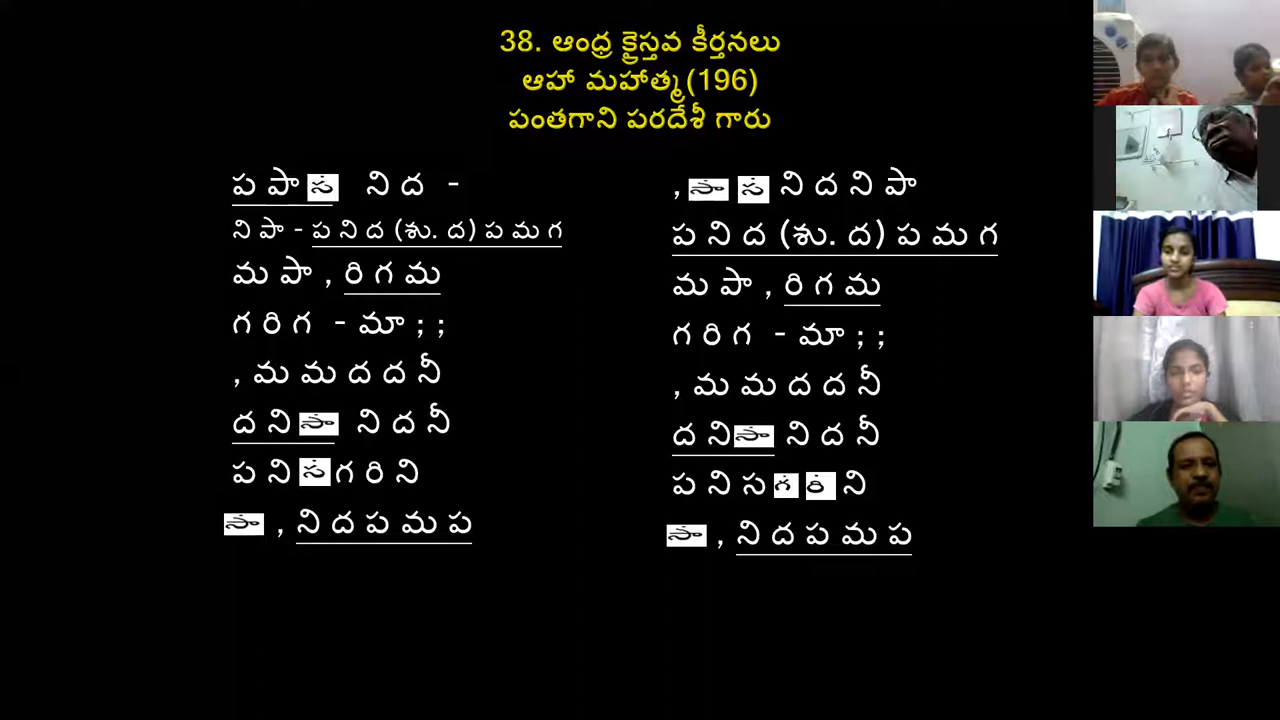 38. ఆంధ్ర క్రైస్తవ కీర్తనలు
ఆహా మహాత్మ (196)
పంతగాని పరదేశీ గారు
ప పా సఁ ని ద -
ని పా - ప ని ద (శు. ద) ప మ గ
మ పా , రి గ మ
గ రి గ - మా ; ;
, మ మ ద ద నీ
ద ని సాఁ ని ద నీ
ప ని సఁ గ రి ని
సాఁ , ని ద ప మ ప
, సాఁ సఁ ని ద ని పా
ప ని ద (శు. ద) ప మ గ
మ పా , రి గ మ
గ రి గ - మా ; ;
, మ మ ద ద నీ
ద ని సాఁ ని ద నీ
ప ని స గఁ రిఁ ని
సాఁ , ని ద ప మ ప